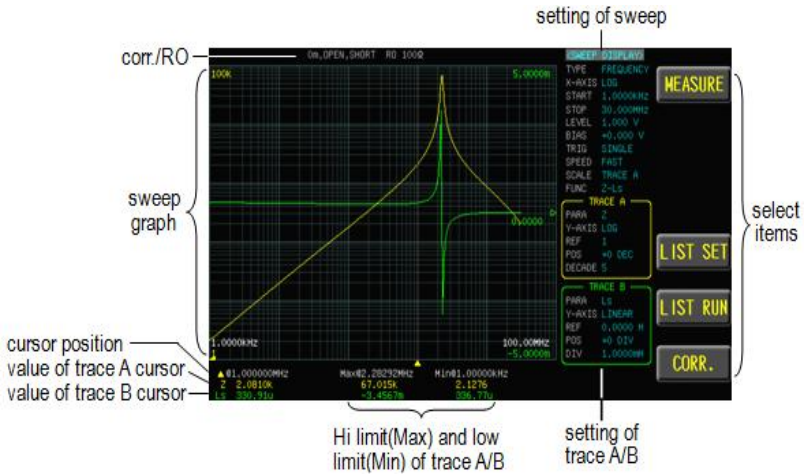 setting of sweep
corr./RO
0m,OPEN,SHORT RO 100Ω
<SWEEP DISPLAY>
100k
5.0000m
TYPE FREQUENCY
X-AXIS LOG
START 1.0000kHz
STOP 30.000MHz
LEVEL 1.000 V
BIAS +0.000 V
TRIG SINGLE
SPEED FAST
SCALE TRACE A
FUNC Z-Ls
MEASURE
sweep
graph
TRACE A
PARA Z
Y-AXIS LOG
REF 1
POS +0 DEC
DECADE 5
0.0000
select
items
LIST SET
TRACE B
PARA Ls
Y-AXIS LINEAR
REF 0.0000 H
POS +0 DIV
DIV 1.0000mH
LIST RUN
1
1.0000kHz
100.00MHz
-5.0000m
CORR.
cursor position
value of trace A cursor
value of trace B cursor
@1.000000MHz Max@2.28292MHz Min@1.00000kHz
Z 2.0810k 67.015k 2.1276
Ls 330.91u -3.4567m 336.77u
Hi limit(Max) and low
limit(Min) of trace A/B
setting of
trace A/B